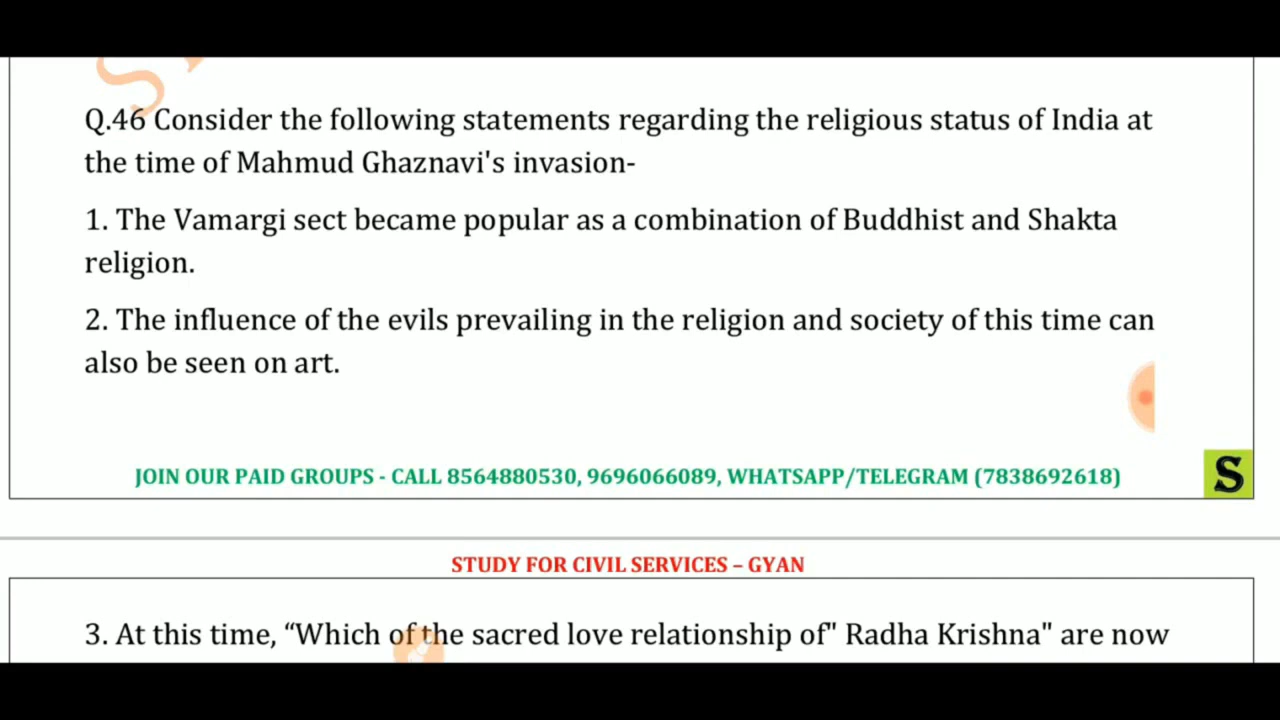 Q.46 Consider the following statements regarding the religious status of India at
the time of Mahmud Ghaznavi's invasion-
1. The Vamargi sect became popular as a combination of Buddhist and Shakta
religion.
2. The influence of the evils prevailing in the religion and society of this time can
also be seen on art.
JOIN OUR PAID GROUPS - CALL 8564880530, 9696066089, WHATSAPP/TELEGRAM (7838692618)
S
STUDY FOR CIVIL SERVICES – GYAN
3. At this time, “Which of the sacred love relationship of" Radha Krishna" are now